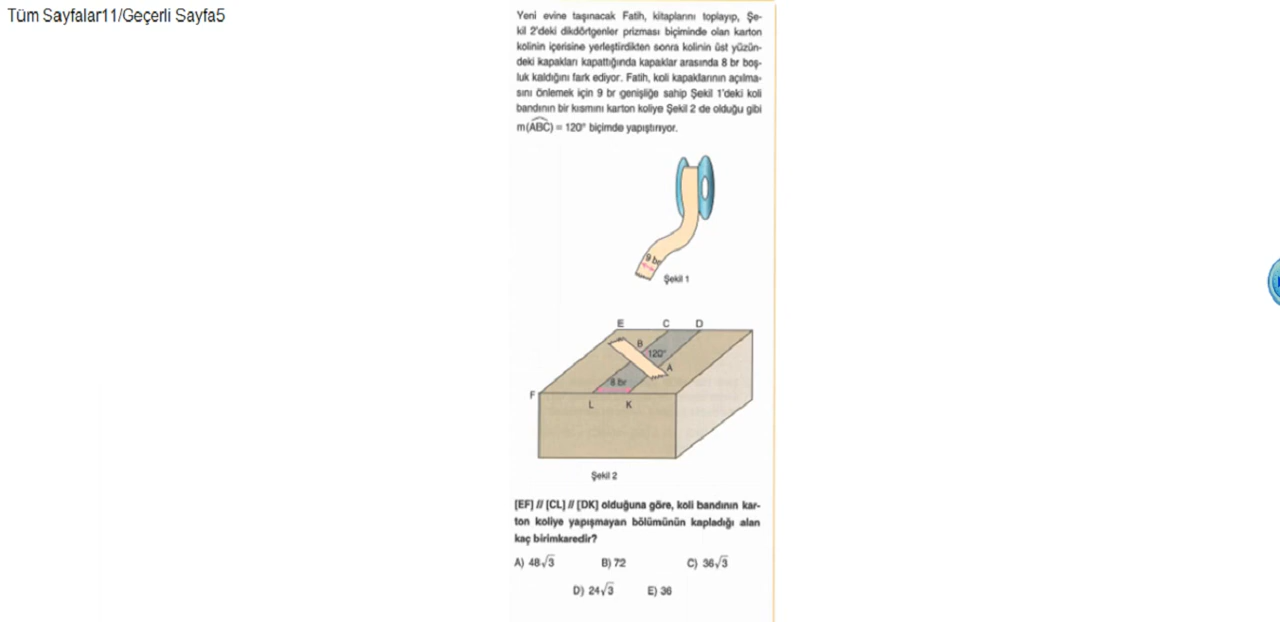 Tüm Sayfalar11/Geçerli Sayfa5
Yeni evine taşınacak Fatih, kitaplarını toplayıp, Şe-
kil 2'deki dikdörtgenler prizması biçiminde olan karton
kolinin içerisine yerleştirdikten sonra kolinin üst yüzün-
deki kapakları kapattığında kapaklar arasında 8 br boş-
luk kaldığını fark ediyor. Fatih, koli kapaklarının açılma-
sını önlemek için 9 br genişliğe sahip Şekil 1'deki koli
bandının bir kısmını karton koliye Şekil 2 de olduğu gibi
m(ABC) = 120° biçimde yapıştırıyor.
9 br
Şekil 1
E C D
B
120°
A
8 br
F
L K
Şekil 2
[EF] // [CL] // [DK] olduğuna göre, koli bandının kar-
ton koliye yapışmayan bölümünün kapladığı alan
kaç birimkaredir?
A) 48√3 B) 72 C) 36√3
D) 24√3 E) 36